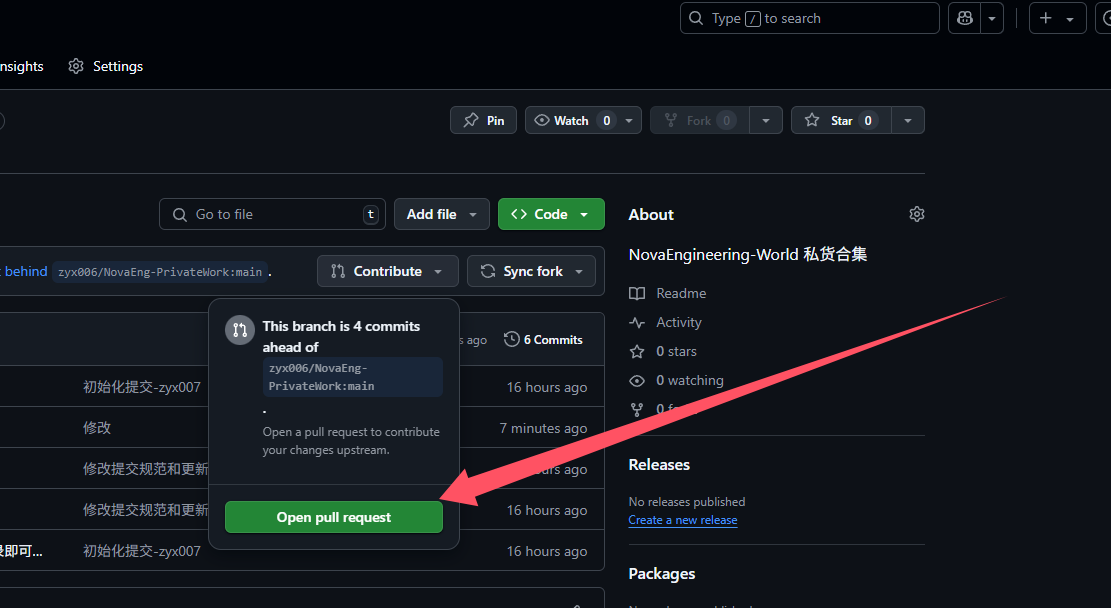 Type / to search
nsights
Settings
Pin
Watch 0
Fork 0
Star 0
Go to file t
Add file
Code
About
NovaEngineering-World 私货合集
behind zyx006/NovaEng-PrivateWork:main .
Contribute
Sync fork
Readme
Activity
0 stars
0 watching
This branch is 4 commits
ahead of
zyx006/NovaEng-
PrivateWork:main
.
Open a pull request to contribute
your changes upstream.
Open pull request
s ago
6 Commits
初始化提交-zyx007
16 hours ago
修改
7 minutes ago
修改提交规范和更新
ago
修改提交规范和更新
16 hours ago
录即可...
初始化提交-zyx007
16 hours ago
Releases
No releases published
Create a new release
Packages